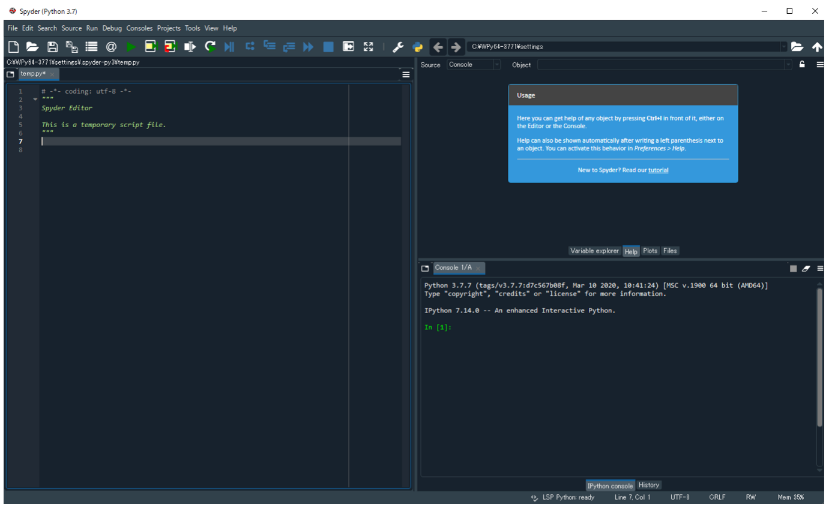 Spyder (Python 3.7)
File Edit Search Source Run Debug Consoles Projects Tools View Help
C:¥WPy64-3771¥settings
C:¥WPy64-3771¥settings¥.spyder-py3¥temp.py
temp.py*
1 # -*- coding: utf-8 -*-
2 """
3 Spyder Editor
4
5 This is a temporary script file.
6 """
7
8
Source Console Object
Usage
Here you can get help of any object by pressing Ctrl+I in front of it, either on
the Editor or the Console.
Help can also be shown automatically after writing a left parenthesis next to
an object. You can activate this behavior in Preferences > Help.
New to Spyder? Read our tutorial
Variable explorer Help Plots Files
Console 1/A
Python 3.7.7 (tags/v3.7.7:d7c567b08f, Mar 10 2020, 10:41:24) [MSC v.1900 64 bit (AMD64)]
Type "copyright", "credits" or "license" for more information.
IPython 7.14.0 -- An enhanced Interactive Python.
In [1]:
IPython console History
LSP Python: ready Line 7, Col 1 UTF-8 CRLF RW Mem 35%